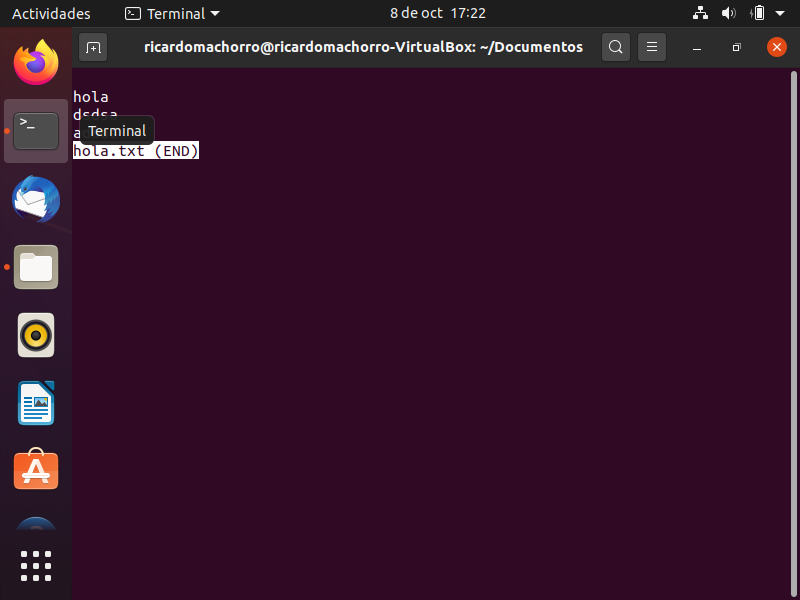 Actividades
Terminal
8 de oct 17:22
ricardomachorro@ricardomachorro-VirtualBox: ~/Documentos
hola
dsdsa
Terminal
hola.txt (END)